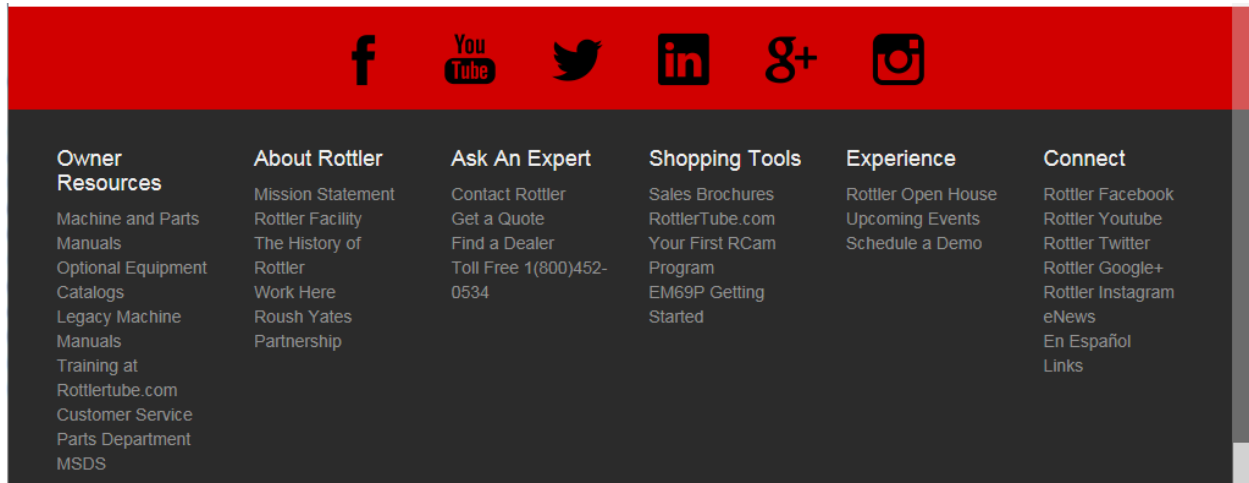 f You Tube in g+
Owner
Resources
Machine and Parts
Manuals
Optional Equipment
Catalogs
Legacy Machine
Manuals
Training at
Rottlertube.com
Customer Service
Parts Department
MSDS
About Rottler
Mission Statement
Rottler Facility
The History of
Rottler
Work Here
Roush Yates
Partnership
Ask An Expert
Contact Rottler
Get a Quote
Find a Dealer
Toll Free 1(800)452-
0534
Shopping Tools
Sales Brochures
RottlerTube.com
Your First RCam
Program
EM69P Getting
Started
Experience
Rottler Open House
Upcoming Events
Schedule a Demo
Connect
Rottler Facebook
Rottler Youtube
Rottler Twitter
Rottler Google+
Rottler Instagram
eNews
En Español
Links